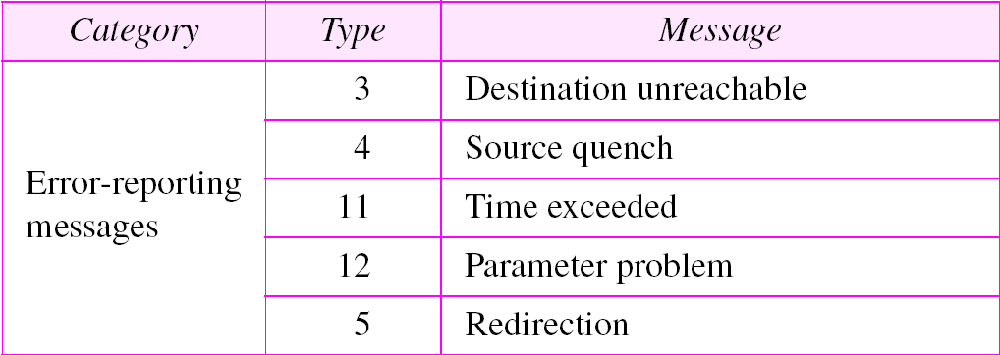 Category Type Message
3 Destination unreachable
4 Source quench
Error-reporting
messages
11 Time exceeded
12 Parameter problem
5 Redirection